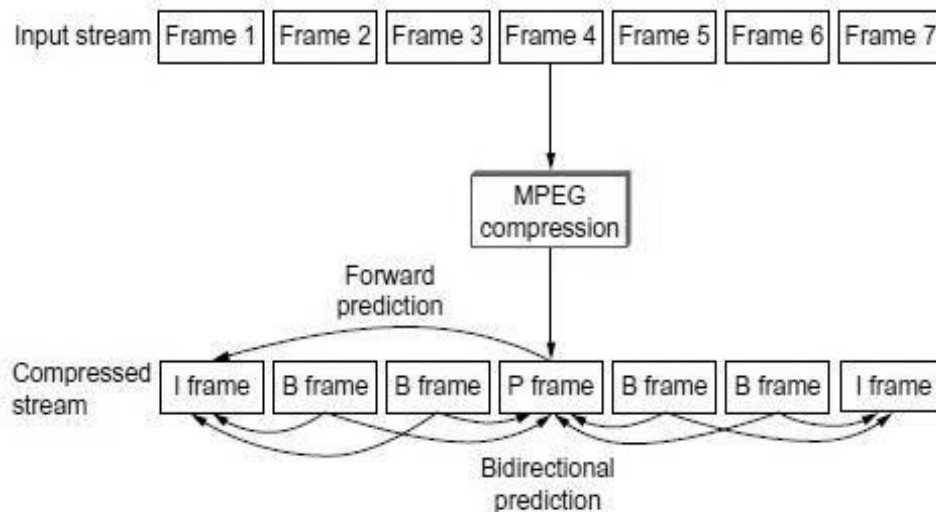 Input stream Frame 1 Frame 2 Frame 3 Frame 4 Frame 5 Frame 6 Frame 7
MPEG
compression
Forward
prediction
Compressed
stream
I frame B frame B frame P frame B frame B frame I frame
Bidirectional
prediction